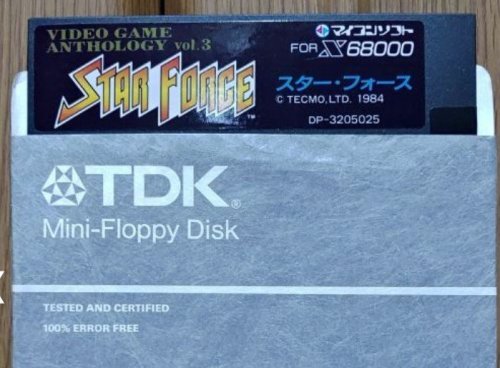 VIDEO GAME
ANTHOLOGY vol.3
STAR FORCE™
マイコンソフト
FOR X68000
スター・フォース
© TECMO, LTD. 1984
DP-3205025
TDK®
Mini-Floppy Disk
TESTED AND CERTIFIED
100% ERROR FREE